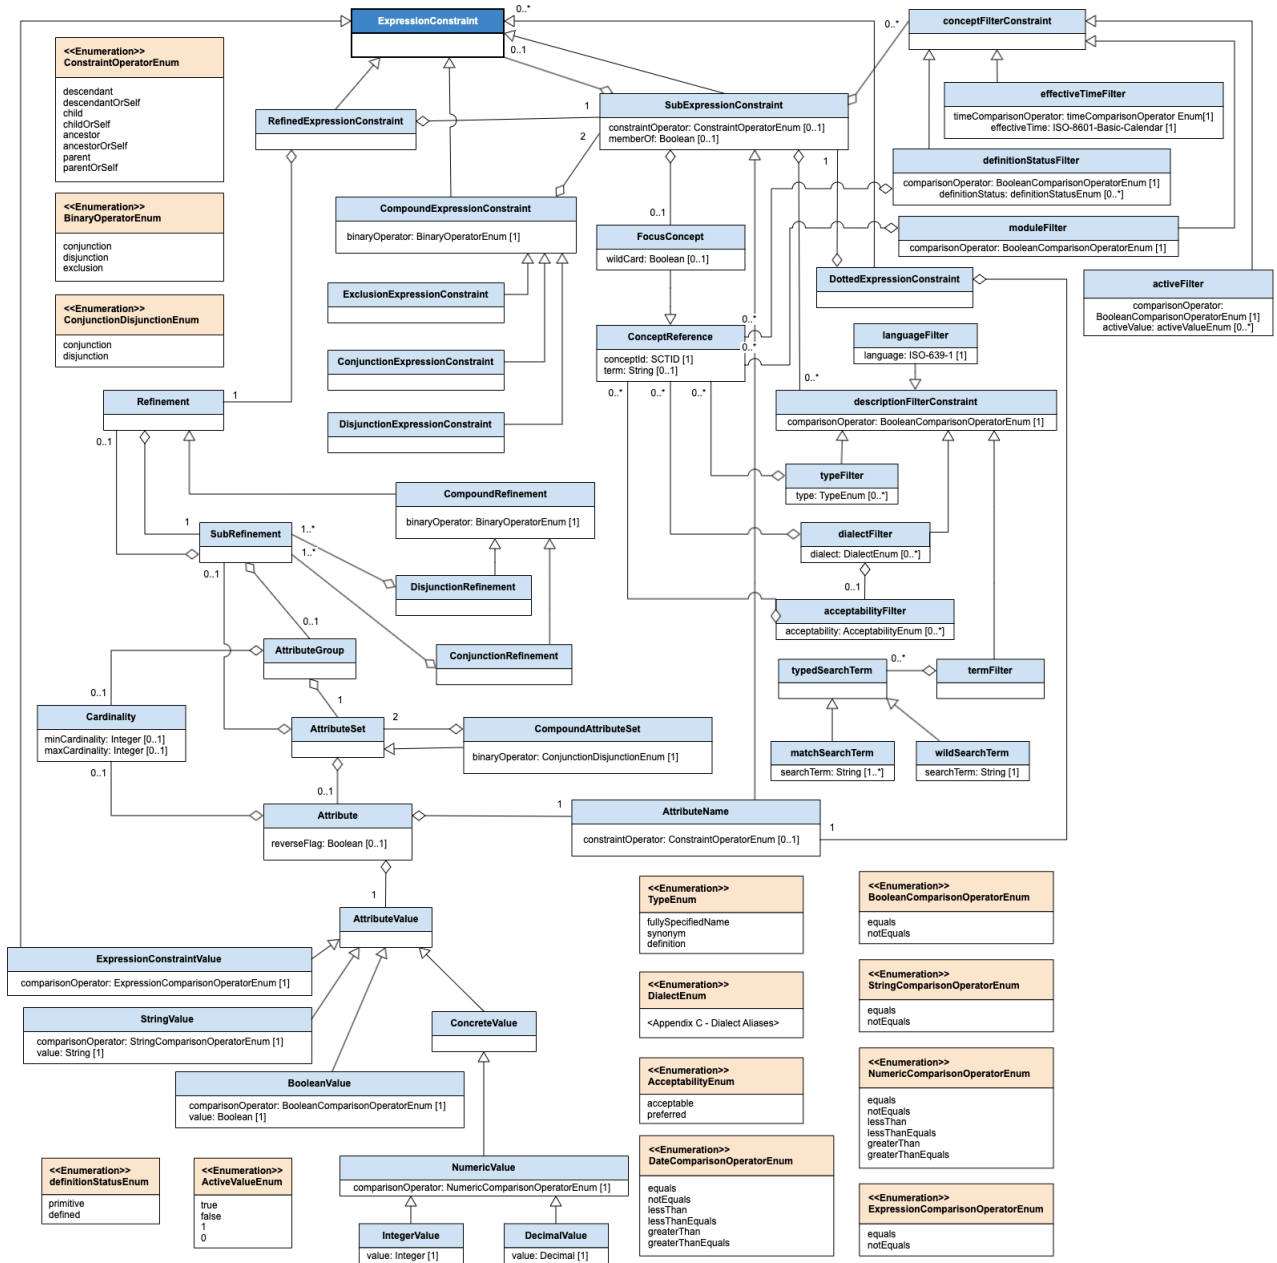 ExpressionConstraint
0..*
0..1
conceptFilterConstraint
0..*
<<Enumeration>>
ConstraintOperatorEnum
descendant
descendantOrSelf
child
childOrSelf
ancestor
ancestorOrSelf
parent
parentOrSelf
RefinedExpressionConstraint
1
2
SubExpressionConstraint
constraintOperator: ConstraintOperatorEnum [0..1]
memberOf: Boolean [0..1]
1
effectiveTimeFilter
timeComparisonOperator: timeComparisonOperator Enum[1]
effectiveTime: ISO-8601-Basic-Calendar [1]
definitionStatusFilter
comparisonOperator: BooleanComparisonOperatorEnum [1]
definitionStatus: definitionStatusEnum [0..*]
<<Enumeration>>
BinaryOperatorEnum
conjunction
disjunction
exclusion
CompoundExpressionConstraint
binaryOperator: BinaryOperatorEnum [1]
0..1
FocusConcept
wildCard: Boolean [0..1]
moduleFilter
comparisonOperator: BooleanComparisonOperatorEnum [1]
DottedExpressionConstraint
activeFilter
comparisonOperator:
BooleanComparisonOperatorEnum [1]
activeValue: activeValueEnum [0..*]
<<Enumeration>>
ConjunctionDisjunctionEnum
conjunction
disjunction
ExclusionExpressionConstraint
ConjunctionExpressionConstraint
DisjunctionExpressionConstraint
ConceptReference
conceptId: SCTID [1]
term: String [0..1]
0..*
0..*
0..*
0..*
0..*
0..*
languageFilter
language: ISO-639-1 [1]
descriptionFilterConstraint
comparisonOperator: BooleanComparisonOperatorEnum [1]
Refinement
1
0..1
1
typeFilter
type: TypeEnum [0..*]
CompoundRefinement
binaryOperator: BinaryOperatorEnum [1]
SubRefinement
1..*
1..*
0..1
dialectFilter
dialect: DialectEnum [0..*]
0..1
DisjunctionRefinement
acceptabilityFilter
acceptability: AcceptabilityEnum [0..*]
0..1
AttributeGroup
ConjunctionRefinement
typedSearchTerm
0..*
termFilter
0..1
1
Cardinality
minCardinality: Integer [0..1]
maxCardinality: Integer [0..1]
0..1
AttributeSet
2
CompoundAttributeSet
binaryOperator: ConjunctionDisjunctionEnum [1]
matchSearchTerm
searchTerm: String [1..*]
wildSearchTerm
searchTerm: String [1]
0..1
Attribute
reverseFlag: Boolean [0..1]
1
AttributeName
constraintOperator: ConstraintOperatorEnum [0..1]
1
1
AttributeValue
<<Enumeration>>
TypeEnum
fullySpecifiedName
synonym
definition
<<Enumeration>>
BooleanComparisonOperatorEnum
equals
notEquals
ExpressionConstraintValue
comparisonOperator: ExpressionComparisonOperatorEnum [1]
StringValue
comparisonOperator: StringComparisonOperatorEnum [1]
value: String [1]
ConcreteValue
<<Enumeration>>
DialectEnum
<Appendix C - Dialect Aliases>
<<Enumeration>>
StringComparisonOperatorEnum
equals
notEquals
BooleanValue
comparisonOperator: BooleanComparisonOperatorEnum [1]
value: Boolean [1]
<<Enumeration>>
AcceptabilityEnum
acceptable
preferred
<<Enumeration>>
NumericComparisonOperatorEnum
equals
notEquals
lessThan
lessThanEquals
greaterThan
greaterThanEquals
<<Enumeration>>
definitionStatusEnum
primitive
defined
<<Enumeration>>
ActiveValueEnum
true
false
1
0
NumericValue
comparisonOperator: NumericComparisonOperatorEnum [1]
IntegerValue
value: Integer [1]
DecimalValue
value: Decimal [1]
<<Enumeration>>
DateComparisonOperatorEnum
equals
notEquals
lessThan
lessThanEquals
greaterThan
greaterThanEquals
<<Enumeration>>
ExpressionComparisonOperatorEnum
equals
notEquals